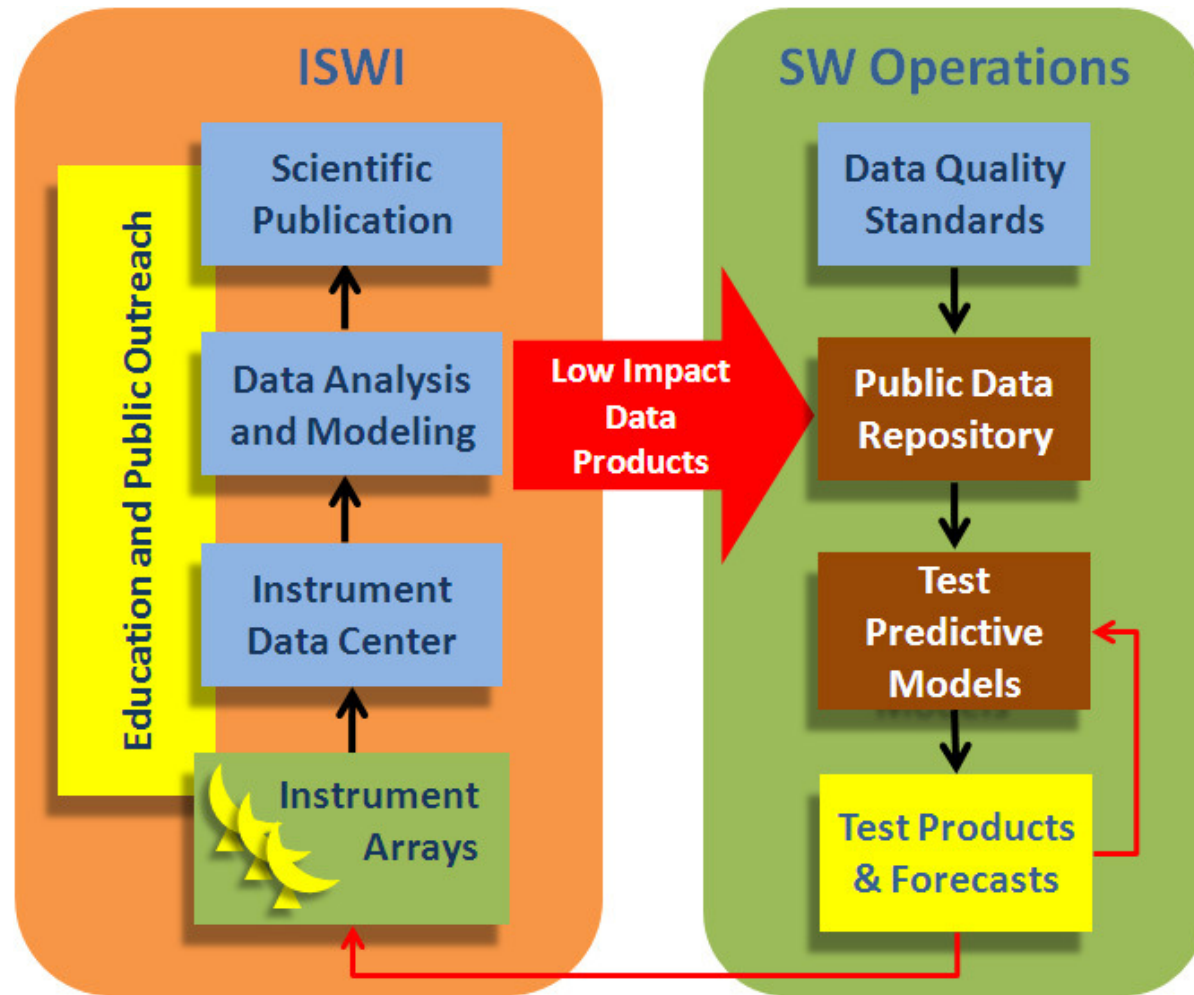 ISWI
Scientific
Publication
Data Analysis
and Modeling
Instrument
Data Center
Instrument
Arrays
Education and Public Outreach
Low Impact
Data
Products
SW Operations
Data Quality
Standards
Public Data
Repository
Test
Predictive
Models
Test Products
& Forecasts